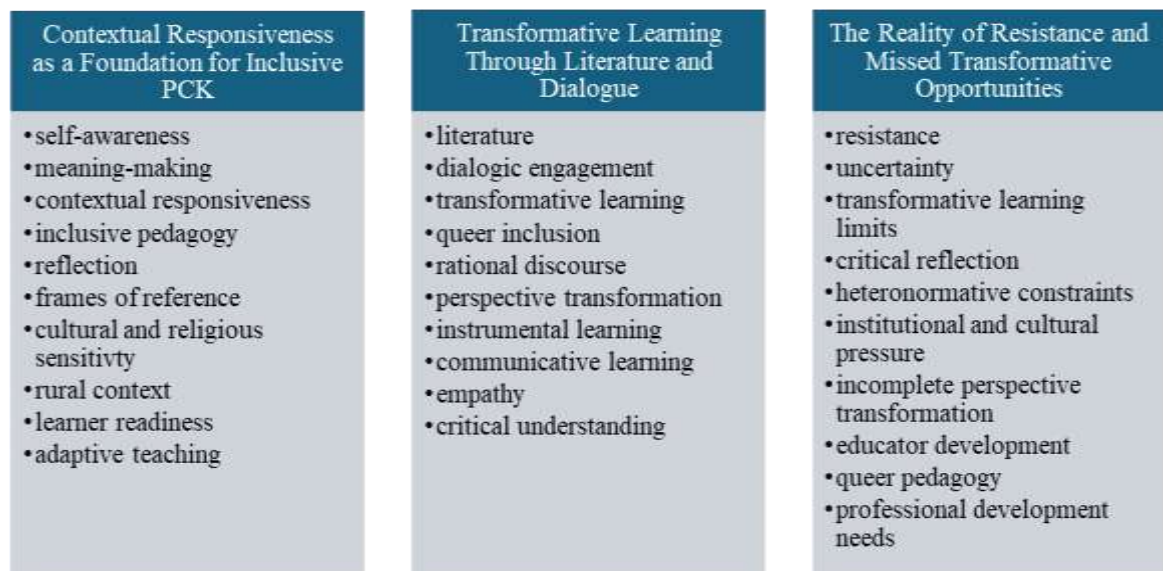 Contextual Responsiveness
as a Foundation for Inclusive
PCK
•self-awareness
•meaning-making
•contextual responsiveness
•inclusive pedagogy
•reflection
•frames of reference
•cultural and religious
sensitivty
•rural context
•learner readiness
•adaptive teaching
Transformative Learning
Through Literature and
Dialogue
•literature
•dialogic engagement
•transformative learning
•queer inclusion
•rational discourse
•perspective transformation
•instrumental learning
•communicative learning
•empathy
•critical understanding
The Reality of Resistance and
Missed Transformative
Opportunities
•resistance
•uncertainty
•transformative learning
limits
•critical reflection
•heteronormative constraints
•institutional and cultural
pressure
•incomplete perspective
transformation
•educator development
•queer pedagogy
•professional development
needs